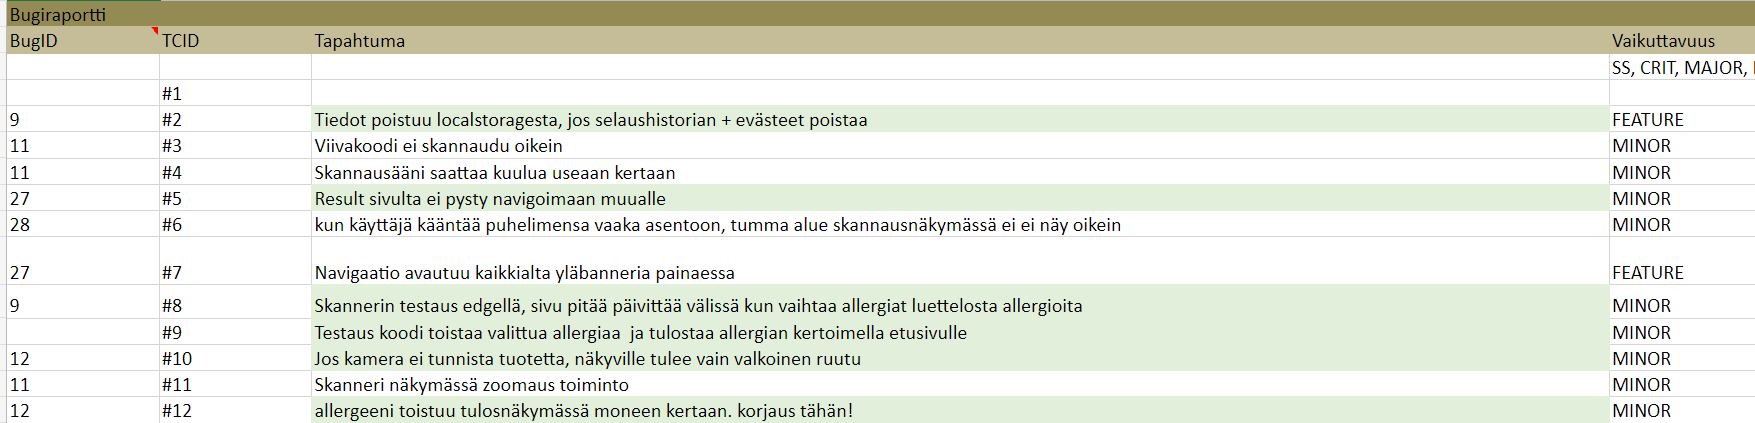 Bugiraportti
BugID TCID Tapahtuma Vaikuttavuus
SS, CRIT, MAJOR,
#1
9 #2 Tiedot poistuu localstoragesta, jos selaushistorian + evästeet poistaa FEATURE
11 #3 Viivakoodi ei skannaudu oikein MINOR
11 #4 Skannausääni saattaa kuulua useaan kertaan MINOR
27 #5 Result sivulta ei pysty navigoimaan muualle MINOR
28 #6 kun käyttäjä kääntää puhelimensa vaaka asentoon, tumma alue skannausnäkymässä ei ei näy oikein MINOR
27 #7 Navigaatio avautuu kaikkialta yläbanneria painaessa FEATURE
9 #8 Skannerin testaus edgellä, sivu pitää päivittää välissä kun vaihtaa allergiat luettelosta allergioita MINOR
#9 Testaus koodi toistaa valittua allergiaa ja tulostaa allergian kertoimella etusivulle MINOR
12 #10 Jos kamera ei tunnista tuotetta, näkyville tulee vain valkoinen ruutu MINOR
11 #11 Skanneri näkymässä zoomaus toiminto MINOR
12 #12 allergeeni toistuu tulosnäkymässä moneen kertaan. korjaus tähän! MINOR